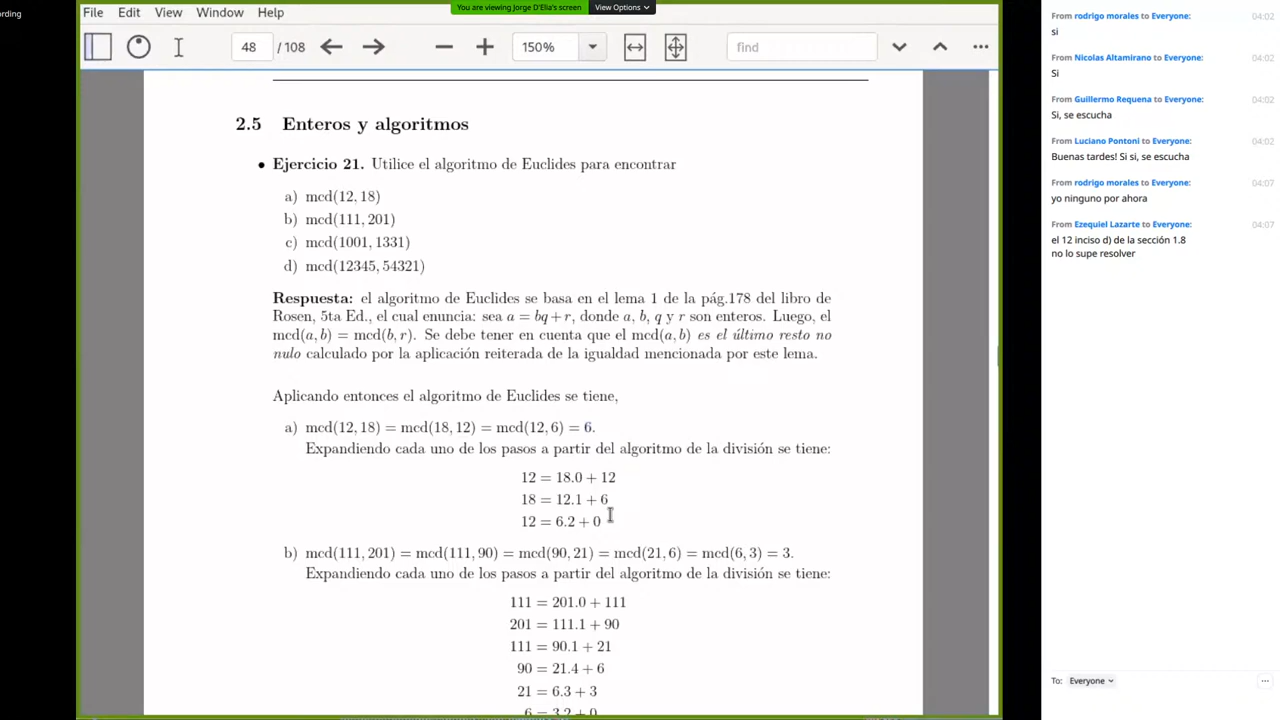 ording
File Edit View Window Help
You are viewing Jorge D'Elia's screen
View Options
48 / 108
150%
find
2.5 Enteros y algoritmos
• Ejercicio 21. Utilice el algoritmo de Euclides para encontrar
a) mcd(12, 18)
b) mcd(111, 201)
c) mcd(1001, 1331)
d) mcd(12345, 54321)
Respuesta: el algoritmo de Euclides se basa en el lema 1 de la pág.178 del libro de
Rosen, 5ta Ed., el cual enuncia: sea a = bq + r, donde a, b, q y r son enteros. Luego, el
mcd(a, b) = mcd(b, r). Se debe tener en cuenta que el mcd(a, b) es el último resto no
nulo calculado por la aplicación reiterada de la igualdad mencionada por este lema.
Aplicando entonces el algoritmo de Euclides se tiene,
a) mcd(12, 18) = mcd(18, 12) = mcd(12, 6) = 6.
Expandiendo cada uno de los pasos a partir del algoritmo de la división se tiene:
12 = 18.0 + 12
18 = 12.1 + 6
12 = 6.2 + 0
b) mcd(111, 201) = mcd(111, 90) = mcd(90, 21) = mcd(21, 6) = mcd(6, 3) = 3.
Expandiendo cada uno de los pasos a partir del algoritmo de la división se tiene:
111 = 201.0 + 111
201 = 111.1 + 90
111 = 90.1 + 21
90 = 21.4 + 6
21 = 6.3 + 3
6 = 3.2 + 0
From rodrigo morales to Everyone: 04:02
si
From Nicolas Altamirano to Everyone: 04:02
Si
From Guillermo Requena to Everyone: 04:02
Si, se escucha
From Luciano Pontoni to Everyone: 04:02
Buenas tardes! Si si, se escucha
From rodrigo morales to Everyone: 04:07
yo ninguno por ahora
From Ezequiel Lazarte to Everyone: 04:07
el 12 inciso d) de la sección 1.8
no lo supe resolver
To: Everyone